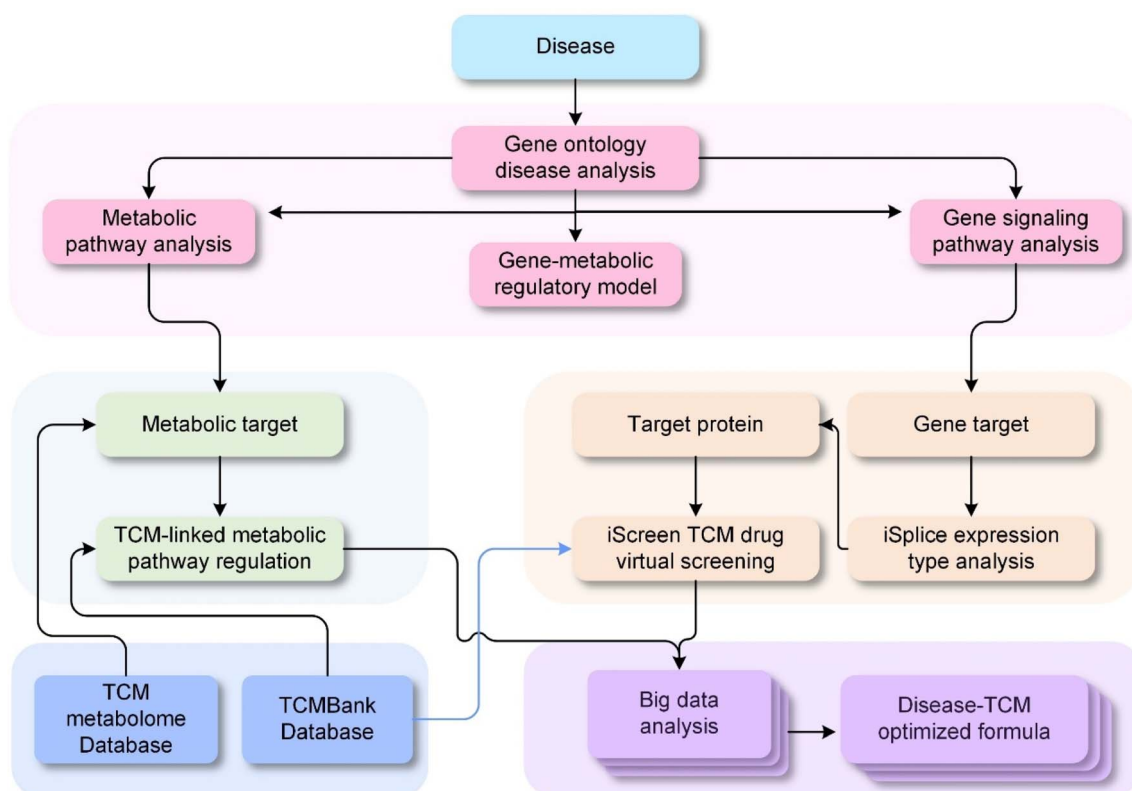 Disease
Gene ontology
disease analysis
Metabolic
pathway analysis
Gene signaling
pathway analysis
Gene-metabolic
regulatory model
Metabolic target
Target protein
Gene target
TCM-linked metabolic
pathway regulation
iScreen TCM drug
virtual screening
iSplice expression
type analysis
TCM
metabolome
Database
TCMBank
Database
Big data
analysis
Disease-TCM
optimized formula